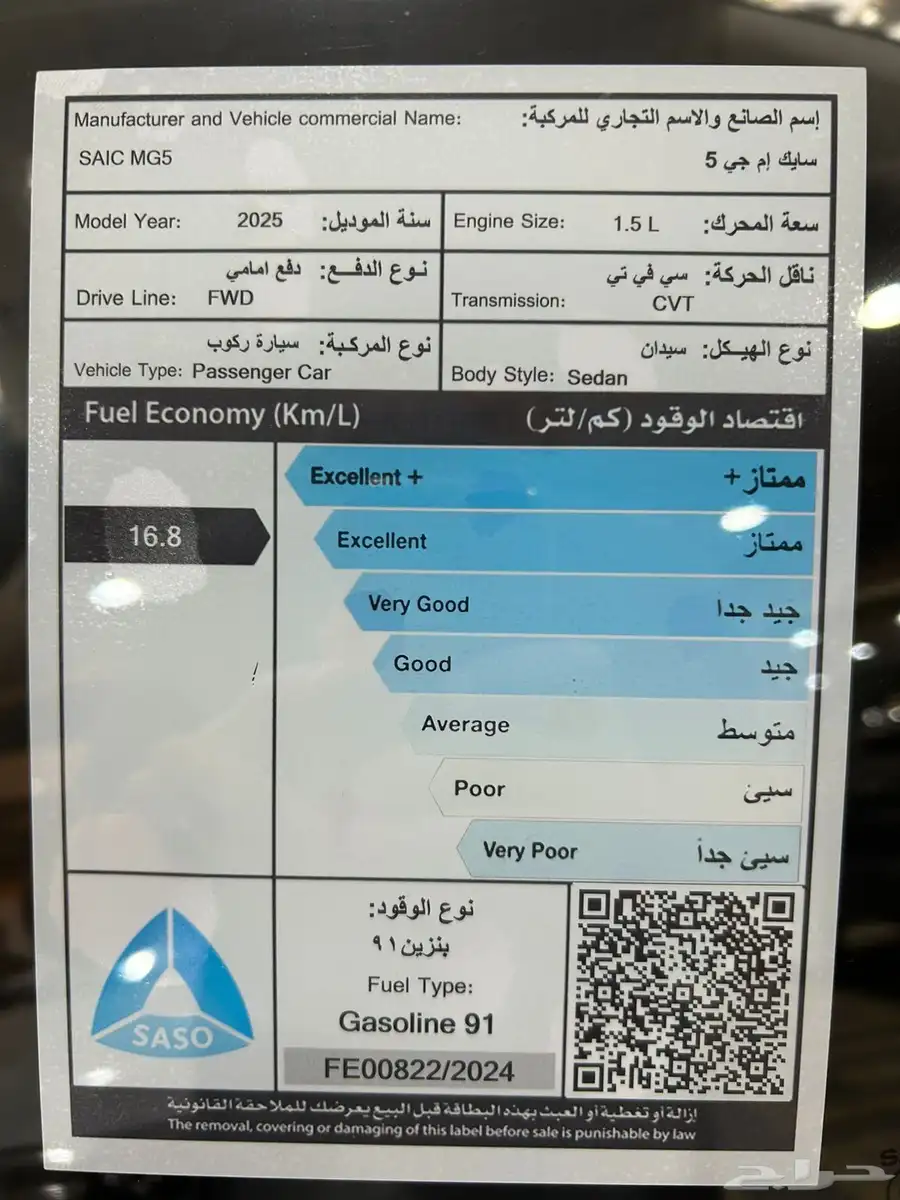 Manufacturer and Vehicle commercial Name: إسم الصانع والاسم التجاري للمركبة:
SAIC MG5 سايك إم جي 5
Model Year: 2025 سنة الموديل:
Engine Size: 1.5 L سعة المحرك:
نـوع الدفـــع: دفع امامي
Drive Line: FWD
ناقل الحركة: سي في تي
Transmission: CVT
نوع المركـبة: سيارة ركوب
Vehicle Type: Passenger Car
نوع الهيـكل: سيدان
Body Style: Sedan
Fuel Economy (Km/L) اقتصاد الوقود (كم/لتر)
Excellent + ممتاز+
16.8
Excellent ممتاز
Very Good جيد جدا
Good جيد
Average متوسط
Poor سيئ
Very Poor سيئ جداً
SASO
نوع الوقود:
بنزين ٩١
Fuel Type:
Gasoline 91
FE00822/2024
إزالة أو تغطية أو العبث بهذه البطاقة قبل البيع يعرضك للملاحقة القانونية
The removal, covering or damaging of this label before sale is punishable by law
حراج